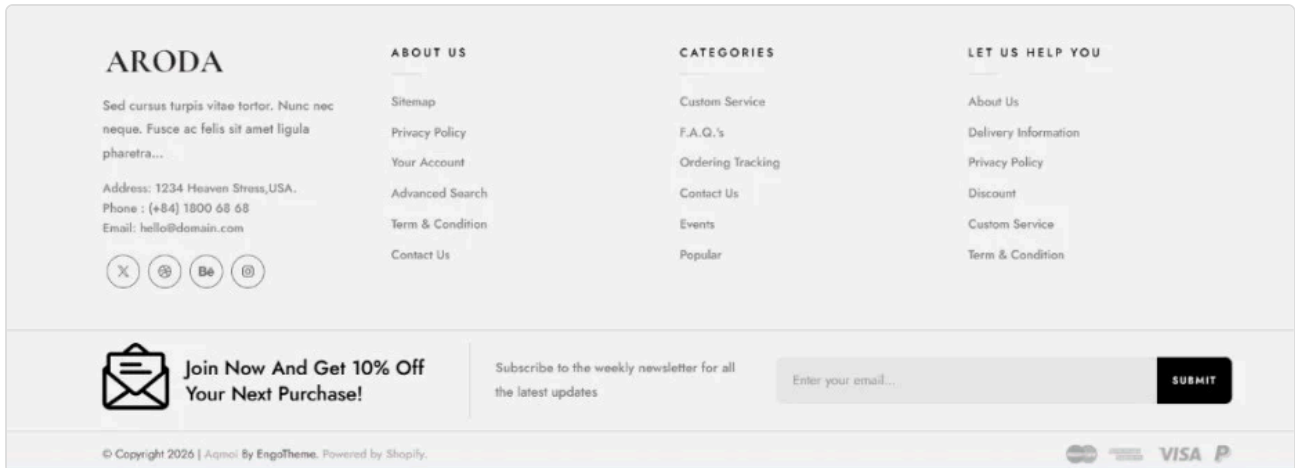 ARODA
Sed cursus turpis vitae tortor. Nunc nec
neque. Fusce ac felis sit amet ligula
pharetra...
Address: 1234 Heaven Stress,USA.
Phone : (+84) 1800 68 68
Email: hello@domain.com
Bē
ABOUT US
Sitemap
Privacy Policy
Your Account
Advanced Search
Term & Condition
Contact Us
CATEGORIES
Custom Service
F.A.Q.'s
Ordering Tracking
Contact Us
Events
Popular
LET US HELP YOU
About Us
Delivery Information
Privacy Policy
Discount
Custom Service
Term & Condition
Join Now And Get 10% Off
Your Next Purchase!
Subscribe to the weekly newsletter for all
the latest updates
Enter your email...
SUBMIT
© Copyright 2026 | Aqmoi By EngoTheme. Powered by Shopify.
VISA